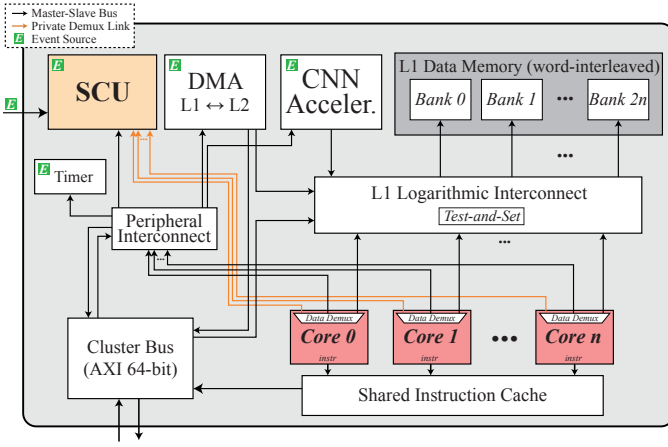 Master-Slave Bus
Private Demux Link
E Event Source
E
E
SCU
E
DMA
L1 ↔ L2
E
CNN
Acceler.
L1 Data Memory (word-interleaved)
Bank 0
Bank 1
...
Bank 2n
...
...
E
Timer
L1 Logarithmic Interconnect
Test-and-Set
...
Peripheral
Interconnect
...
Data Demux
Core 0
instr
Data Demux
Core 1
instr
...
Data Demux
Core n
instr
Cluster Bus
(AXI 64-bit)
Shared Instruction Cache